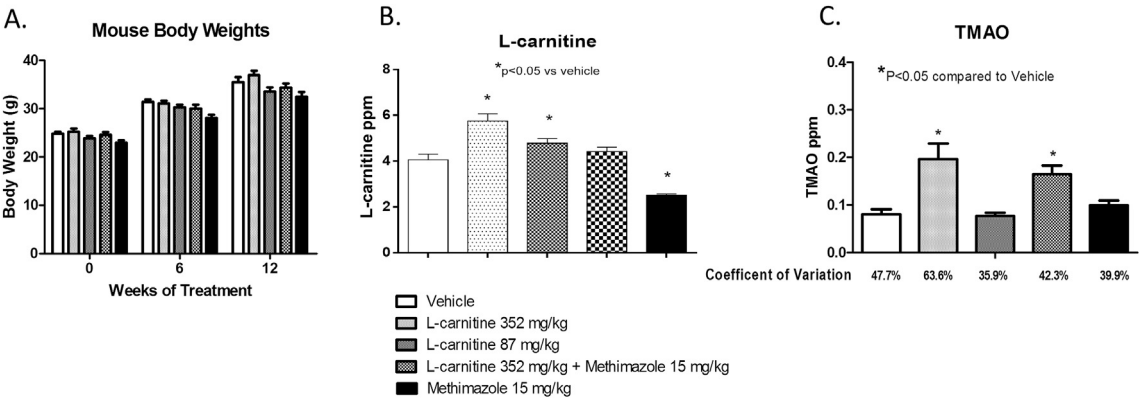 A.
Mouse Body Weights
Body Weight (g)
40
30
20
10
0
0 6 12
Weeks of Treatment
B.
L-carnitine
*p<0.05 vs vehicle
L-carnitine ppm
8
6
4
2
0
*
*
*
Vehicle
L-carnitine 352 mg/kg
L-carnitine 87 mg/kg
L-carnitine 352 mg/kg + Methimazole 15 mg/kg
Methimazole 15 mg/kg
C.
TMAO
*P<0.05 compared to Vehicle
TMAO ppm
0.4
0.3
0.2
0.1
0.0
*
*
Coefficent of Variation 47.7% 63.6% 35.9% 42.3% 39.9%